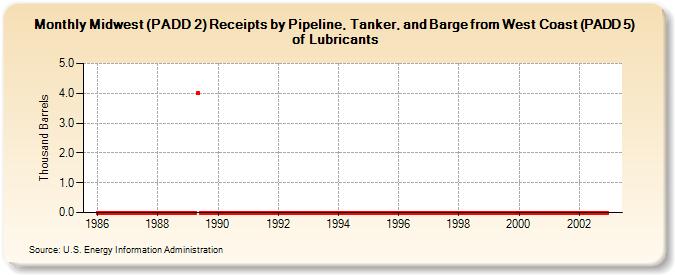 Monthly Midwest (PADD 2) Receipts by Pipeline, Tanker, and Barge from West Coast (PADD 5)
of Lubricants
Thousand Barrels
5.0
4.0
3.0
2.0
1.0
0.0
1986 1988 1990 1992 1994 1996 1998 2000 2002
Source: U.S. Energy Information Administration